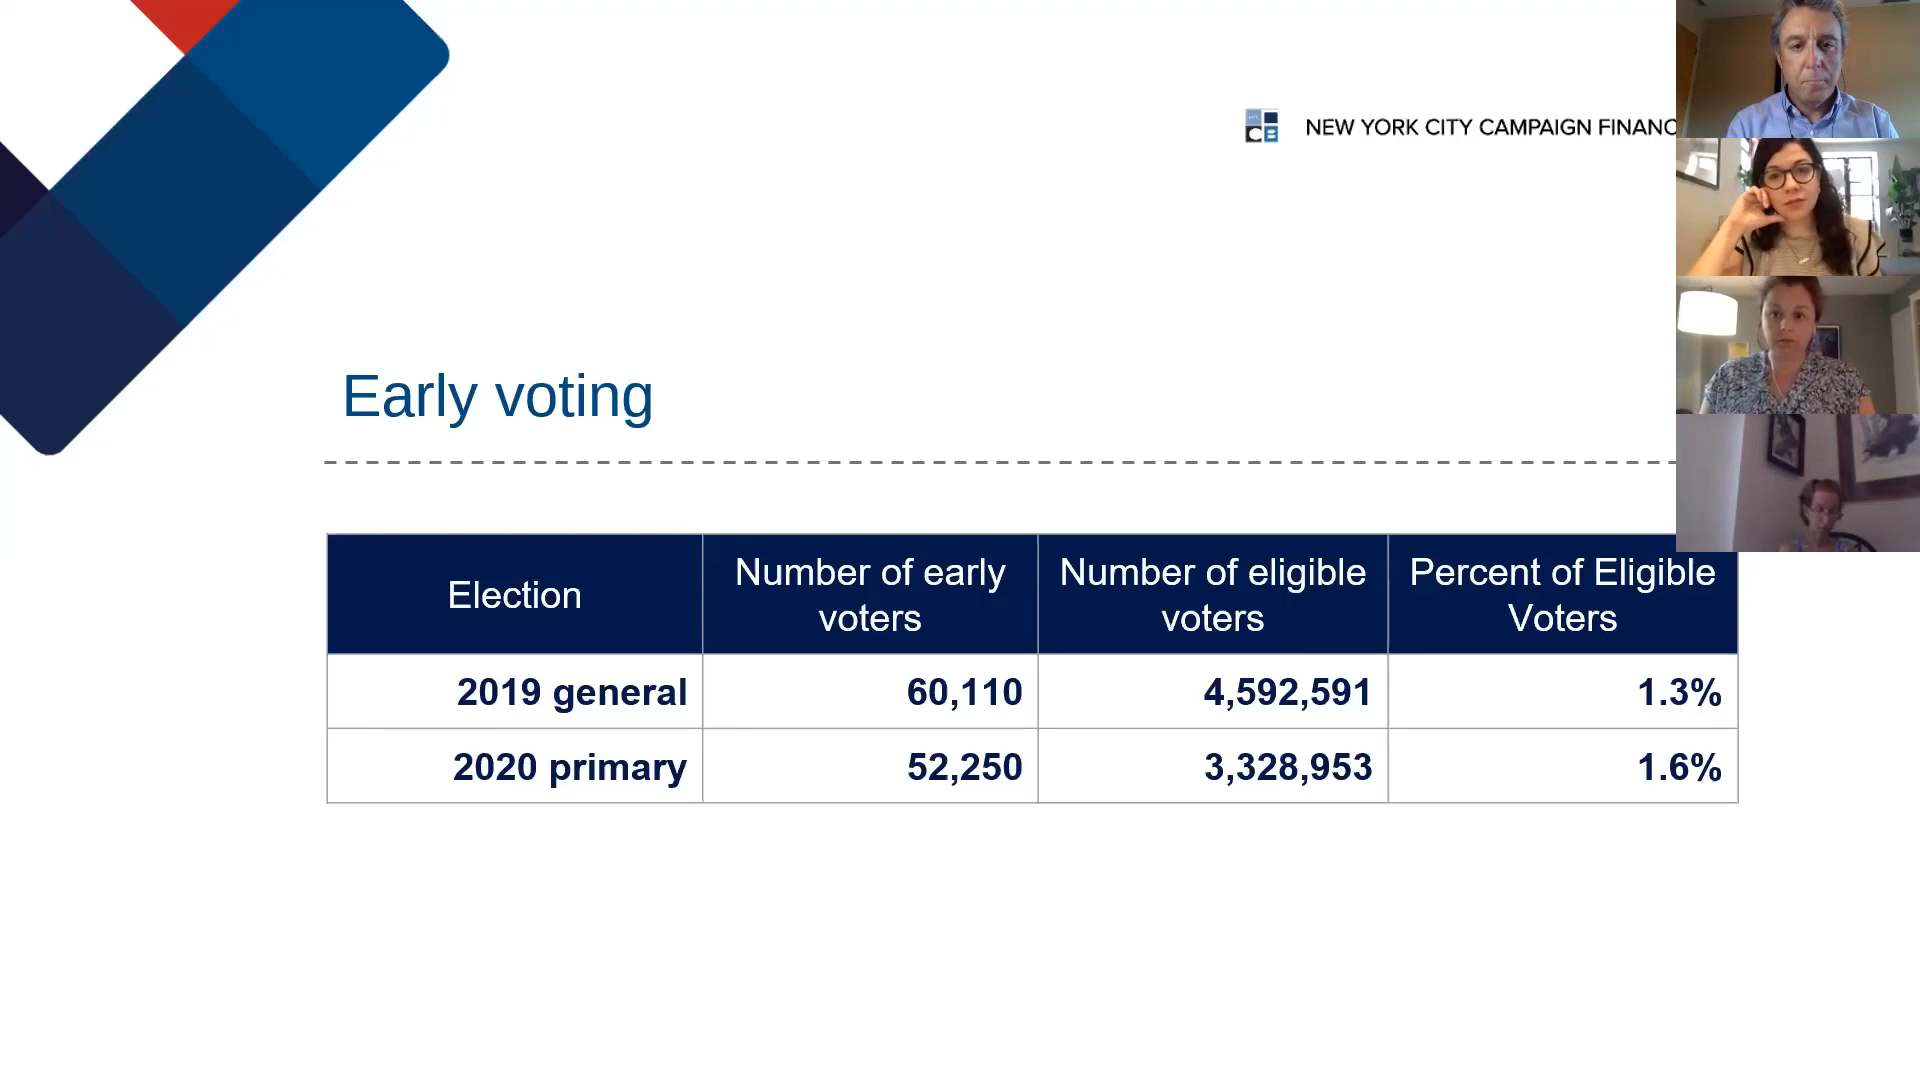 NEW YORK CITY CAMPAIGN FINANC
Early voting
Election
Number of early
voters
Number of eligible
voters
Percent of Eligible
Voters
2019 general
60,110
4,592,591
1.3%
2020 primary
52,250
3,328,953
1.6%